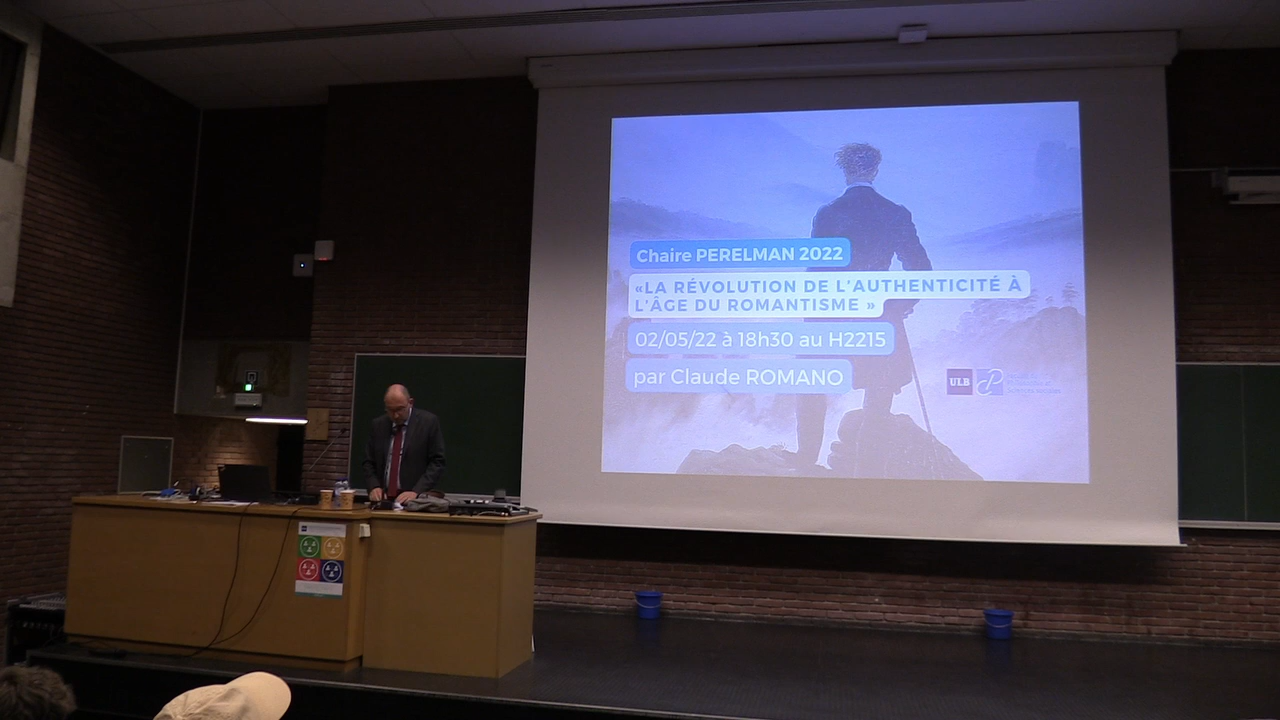 Chaire PERELMAN 2022
«LA RÉVOLUTION DE L'AUTHENTICITÉ À
L'ÂGE DU ROMANTISME »
02/05/22 à 18h30 au H2215
par Claude ROMANO
ULB